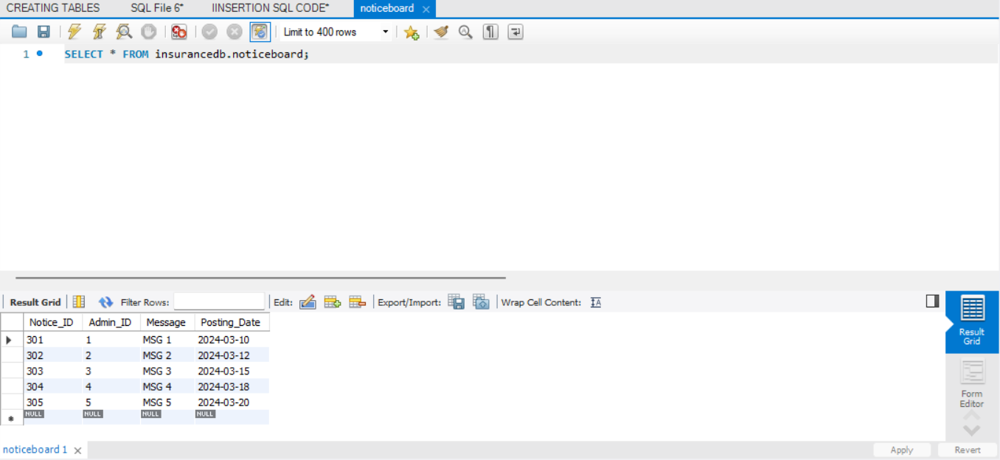 CREATING TABLES SQL File 6* IINSERTION SQL CODE* noticeboard
Limit to 400 rows
1 SELECT * FROM insurancedb.noticeboard;
Result Grid Filter Rows: Edit: Export/Import: Wrap Cell Content: IA
Notice_ID Admin_ID Message Posting_Date
301 1 MSG 1 2024-03-10
302 2 MSG 2 2024-03-12
303 3 MSG 3 2024-03-15
304 4 MSG 4 2024-03-18
305 5 MSG 5 2024-03-20
NULL NULL NULL NULL
Result
Grid
Form
Editor
noticeboard 1 Apply Revert